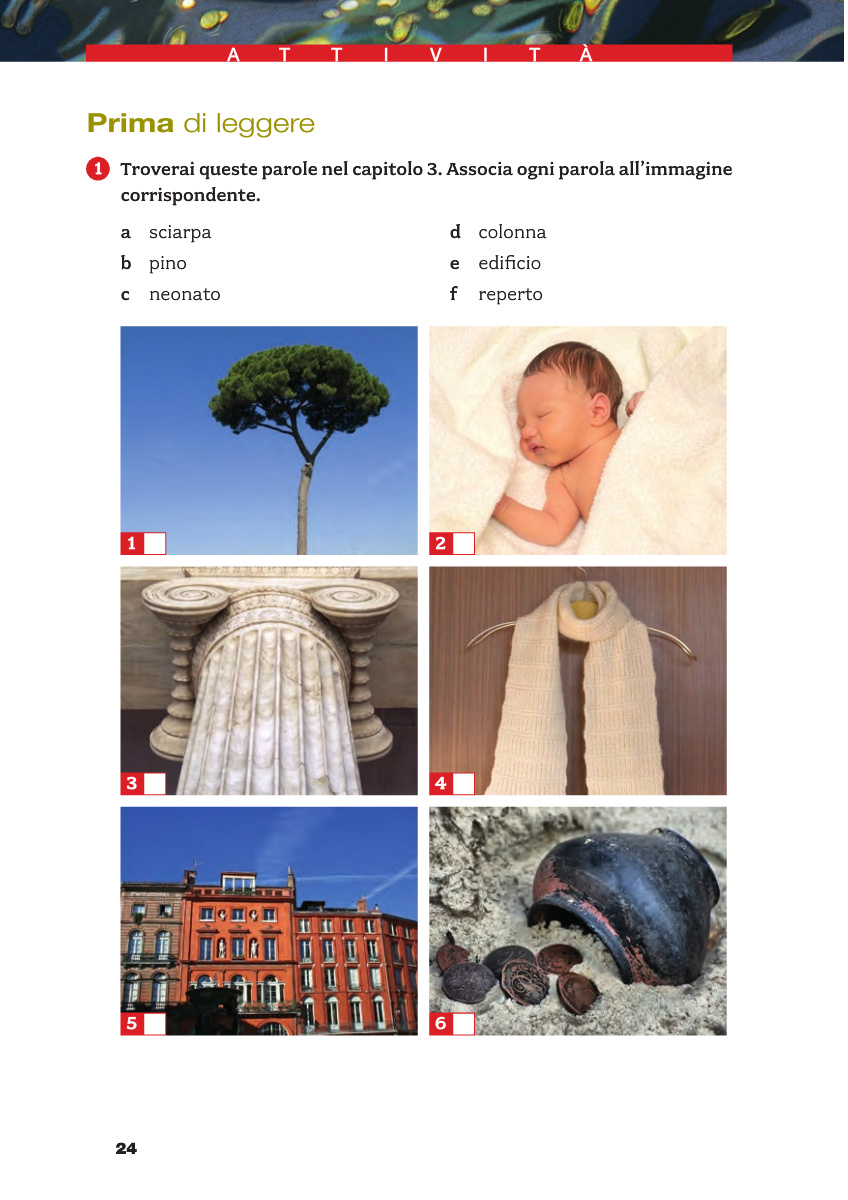 ATTIVITÀ
Prima di leggere
1 Troverai queste parole nel capitolo 3. Associa ogni parola all’immagine
corrispondente.
a sciarpa
b pino
c neonato
d colonna
e edificio
f reperto
1
2
3
4
5
6
24